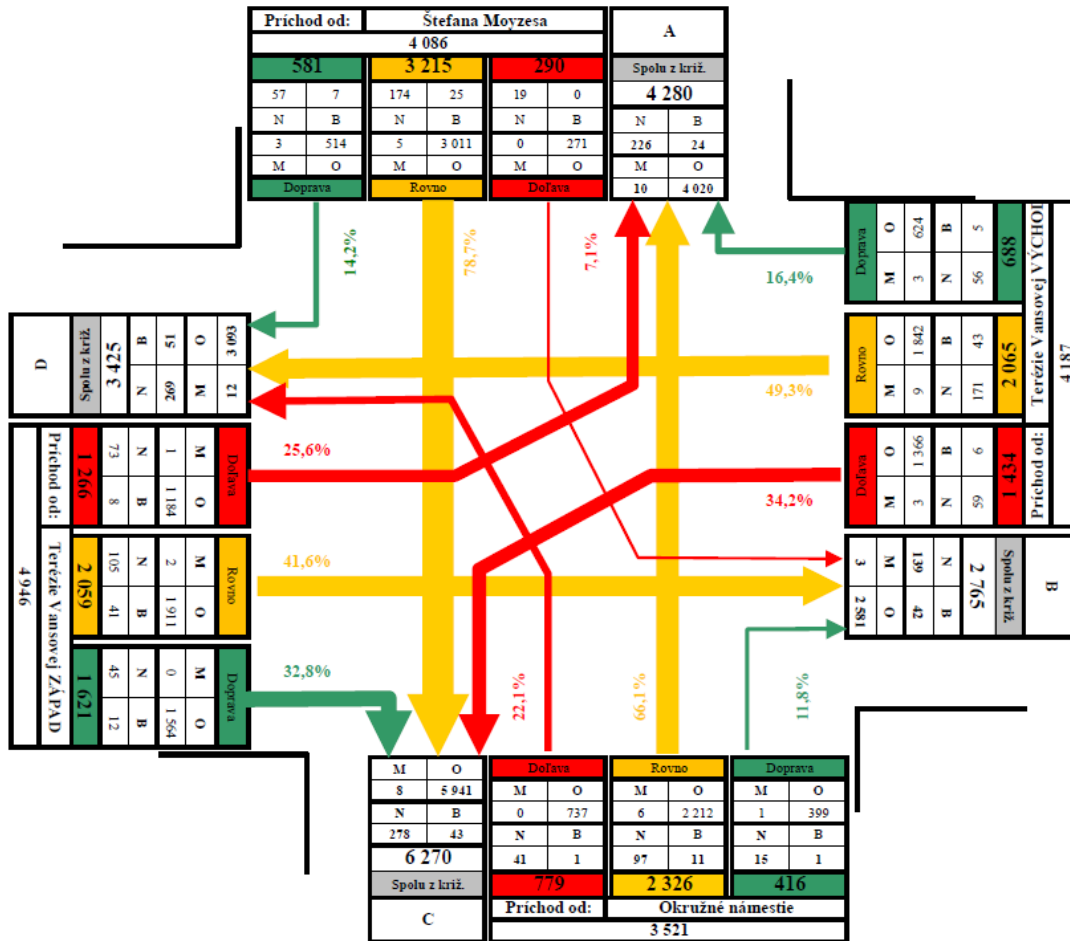 Príchod od: Štefana Moyzesa
4 086
581 3 215 290
57 7 174 25 19 0
N B N B N B
3 514 5 3 011 0 271
M O M O M O
Doprava Rovno Doľava
A
Spolu z križ.
4 280
N B
226 24
M O
10 4 020
14,2%
78,7%
7,1%
16,4%
49,3%
34,2%
25,6%
41,6%
32,8%
22,1%
66,1%
11,8%
Terézie Vansovej VÝCHOD
Príchod od:
4 187
688
5 56
B N
624 3
O M
Doprava
2 065
43 171
B N
1 842 9
O M
Rovno
1 434
6 59
B N
1 366 3
O M
Doľava
B
Spolu z križ.
2 765
N B
139 42
M O
3 2 581
D
Spolu z križ.
3 425
B N
51 269
O M
3 093 12
Príchod od: Terézie Vansovej ZÁPAD
4 946
1 266
73 8
N B
1 1 184
M O
Doľava
2 059
105 41
N B
2 1 911
M O
Rovno
1 621
45 12
N B
0 1 564
M O
Doprava
M O
8 5 941
N B
278 43
6 270
Spolu z križ.
C
Doľava Rovno Doprava
M O M O M O
0 737 6 2 212 1 399
N B N B N B
41 1 97 11 15 1
779 2 326 416
Príchod od: Okružné námestie
3 521